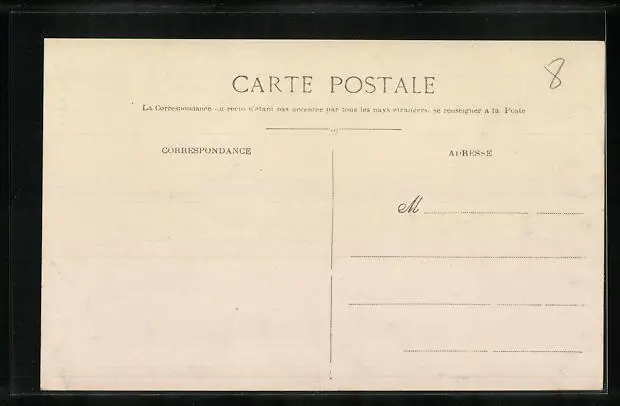 8
CARTE POSTALE
La Correspondance au recto n'étant pas acceptée par tous les pays étrangers, se renseigner à la Poste
CORRESPONDANCE
ADRESSE
M